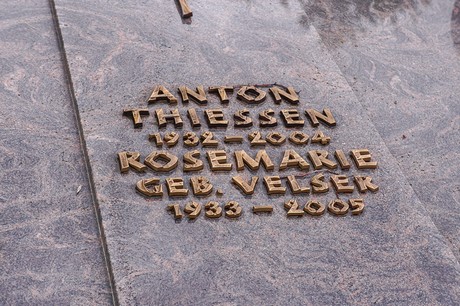 ANTON
THIESSEN
1932–2004
ROSEMARIE
GEB. VELSER
1933 – 2005